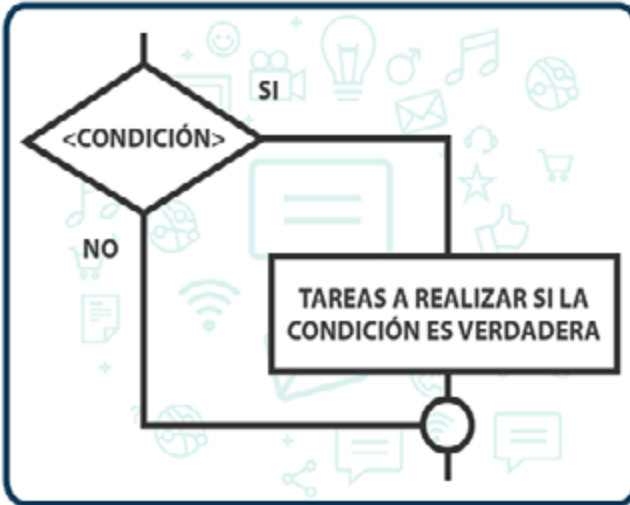 SI
<CONDICIÓN>
NO
TAREAS A REALIZAR SI LA
CONDICIÓN ES VERDADERA